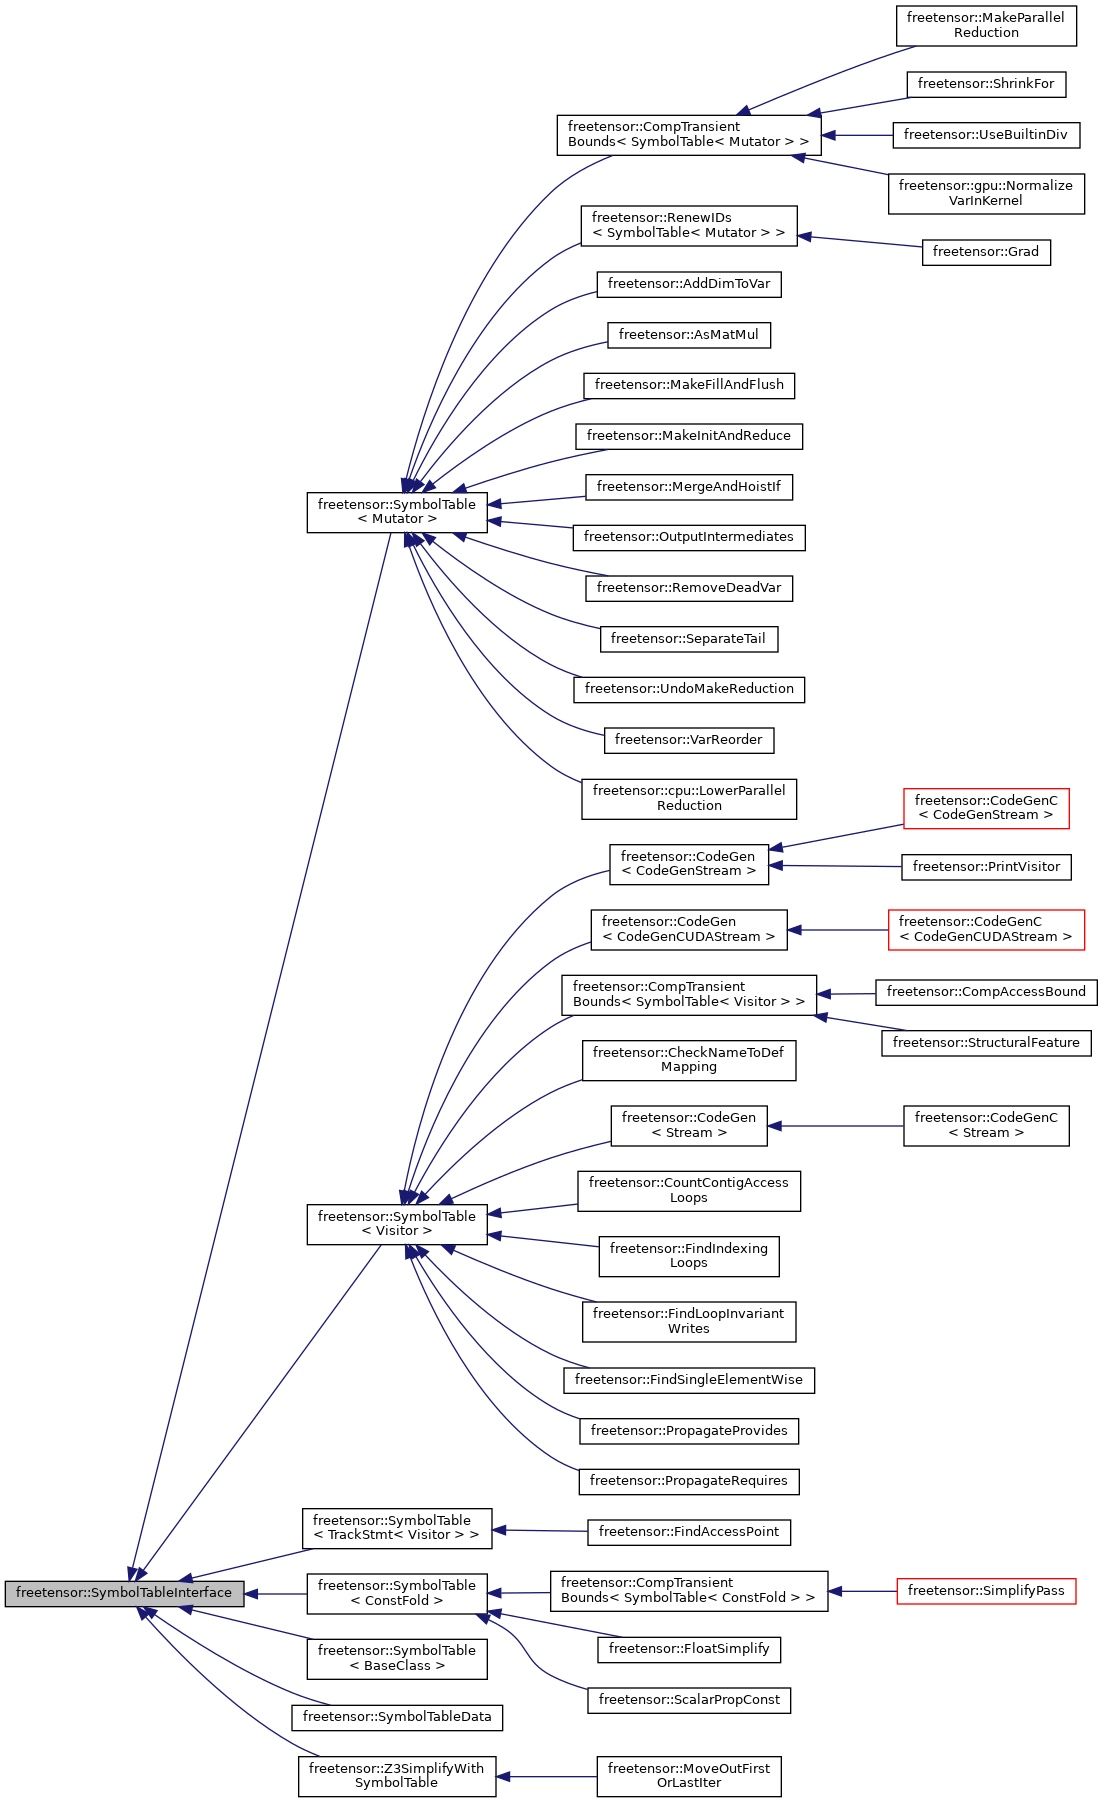 freetensor::MakeParallel
Reduction
freetensor::ShrinkFor
freetensor::CompTransient
Bounds< SymbolTable< Mutator > >
freetensor::UseBuiltinDiv
freetensor::gpu::Normalize
VarInKernel
freetensor::RenewIDs
< SymbolTable< Mutator > >
freetensor::Grad
freetensor::AddDimToVar
freetensor::AsMatMul
freetensor::MakeFillAndFlush
freetensor::MakeInitAndReduce
freetensor::MergeAndHoistIf
freetensor::SymbolTable
< Mutator >
freetensor::OutputIntermediates
freetensor::RemoveDeadVar
freetensor::SeparateTail
freetensor::UndoMakeReduction
freetensor::VarReorder
freetensor::cpu::LowerParallel
Reduction
freetensor::CodeGenC
< CodeGenStream >
freetensor::CodeGen
< CodeGenStream >
freetensor::PrintVisitor
freetensor::CodeGen
< CodeGenCUDAStream >
freetensor::CodeGenC
< CodeGenCUDAStream >
freetensor::CompTransient
Bounds< SymbolTable< Visitor > >
freetensor::CompAccessBound
freetensor::StructuralFeature
freetensor::CheckNameToDef
Mapping
freetensor::CodeGen
< Stream >
freetensor::CodeGenC
< Stream >
freetensor::CountContigAccess
Loops
freetensor::SymbolTable
< Visitor >
freetensor::FindIndexing
Loops
freetensor::FindLoopInvariant
Writes
freetensor::FindSingleElementWise
freetensor::PropagateProvides
freetensor::PropagateRequires
freetensor::SymbolTable
< TrackStmt< Visitor > >
freetensor::FindAccessPoint
freetensor::SymbolTableInterface
freetensor::SymbolTable
< ConstFold >
freetensor::CompTransient
Bounds< SymbolTable< ConstFold > >
freetensor::SimplifyPass
freetensor::FloatSimplify
freetensor::SymbolTable
< BaseClass >
freetensor::ScalarPropConst
freetensor::SymbolTableData
freetensor::Z3SimplifyWith
SymbolTable
freetensor::MoveOutFirst
OrLastIter